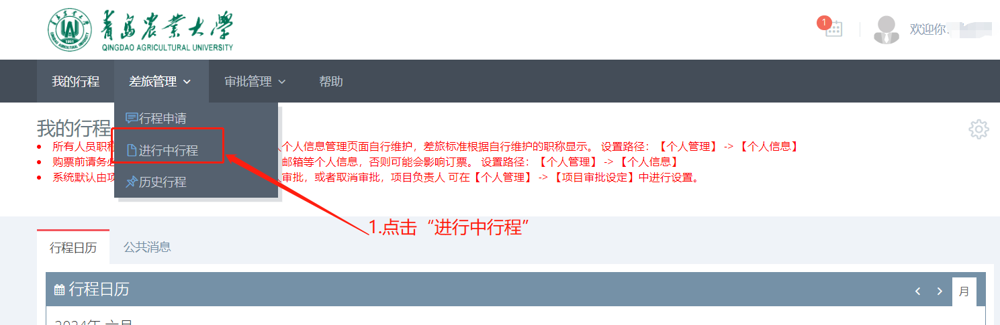 青岛农业大学
QINGDAO AGRICULTURAL UNIVERSITY
1
欢迎你
我的行程 差旅管理 审批管理 帮助
行程申请
进行中行程
历史行程
我的行程
所有人员职称 个人信息管理页面自行维护，差旅标准根据自行维护的职称显示。 设置路径：【个人管理】 -> 【个人信息】
购票前请务必 邮箱等个人信息，否则可能会影响订票。 设置路径：【个人管理】 -> 【个人信息】
系统默认由项 审批，或者取消审批，项目负责人 可在【个人管理】 -> 【项目审批设定】中进行设置。
1.点击“进行中行程”
行程日历 公共消息
行程日历
月
2024年 六月